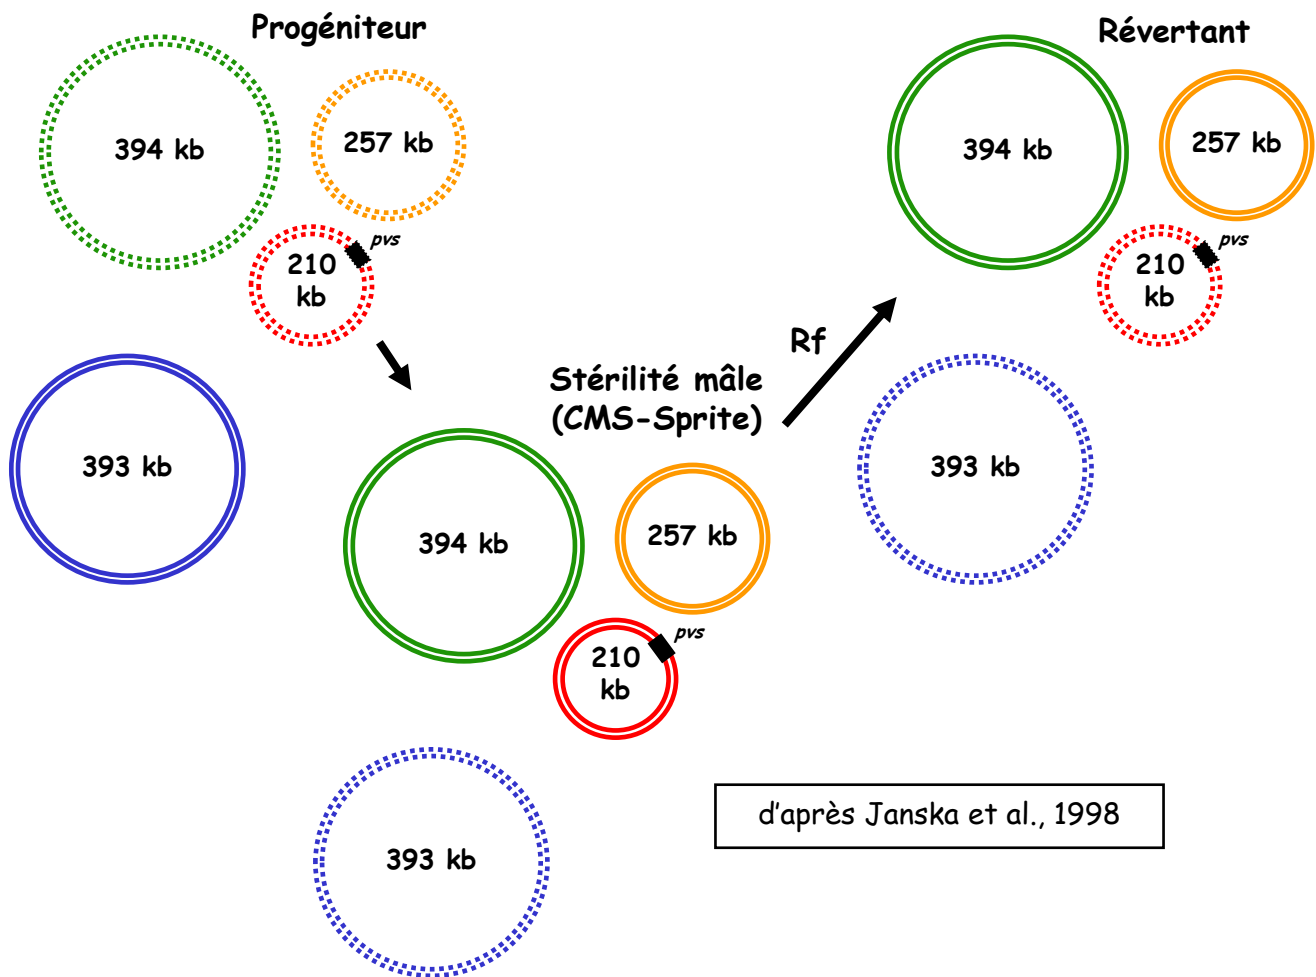 Progéniteur
394 kb
257 kb
pvs
210
kb
393 kb
Stérilité mâle
(CMS-Sprite)
394 kb
257 kb
pvs
210
kb
393 kb
Rf
Révertant
394 kb
257 kb
pvs
210
kb
393 kb
d'après Janska et al., 1998